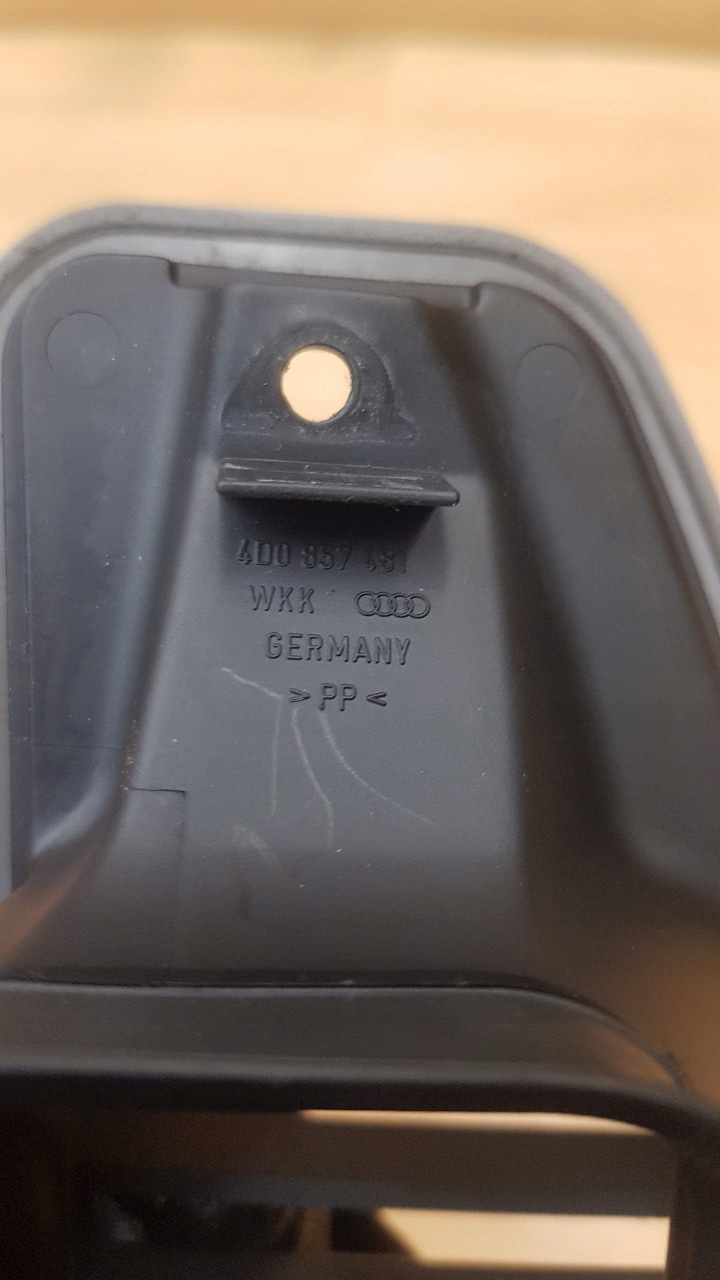 4D0 857 481
WKK
GERMANY
>PP<